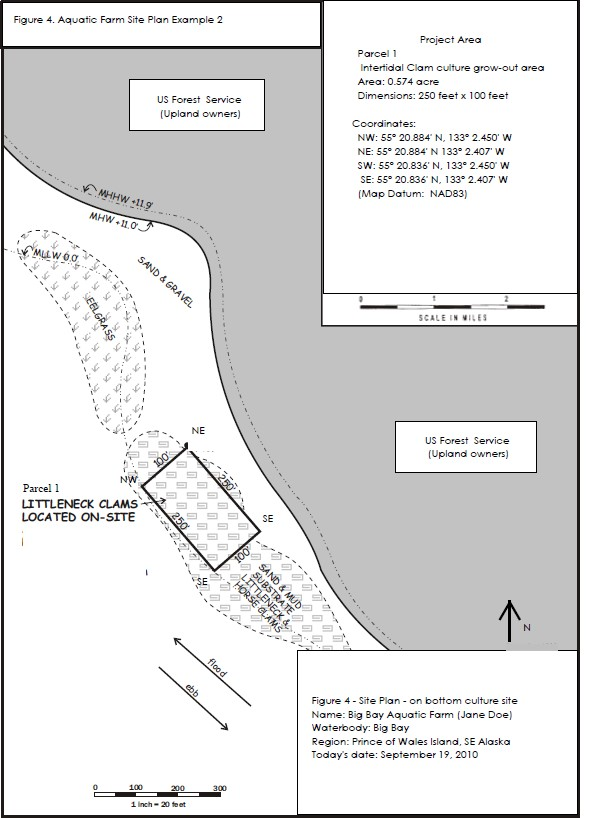 Figure 4. Aquatic Farm Site Plan Example 2
Project Area
Parcel 1
Intertidal Clam culture grow-out area
Area: 0.574 acre
Dimensions: 250 feet x 100 feet
Coordinates:
NW: 55° 20.884' N, 133° 2.450' W
NE: 55° 20.884' N 133° 2.407' W
SW: 55° 20.836' N, 133° 2.450' W
SE: 55° 20.836' N, 133° 2.407' W
(Map Datum: NAD83)
0 1 2
SCALE IN MILES
US Forest Service
(Upland owners)
MHHW +11.9'
MHW +11.0'
MLLW 0.0'
SAND & GRAVEL
EELGRASS
US Forest Service
(Upland owners)
NE
100'
250'
NW
Parcel 1
LITTLENECK CLAMS
LOCATED ON-SITE
250'
SE
100'
SE
SAND & MUD
SUBSTRATE
LITTLENECK &
HORSE CLAMS
N
flood
ebb
Figure 4 - Site Plan - on bottom culture site
Name: Big Bay Aquatic Farm (Jane Doe)
Waterbody: Big Bay
Region: Prince of Wales Island, SE Alaska
Today's date: September 19, 2010
0 100 200 300
1 inch = 20 feet